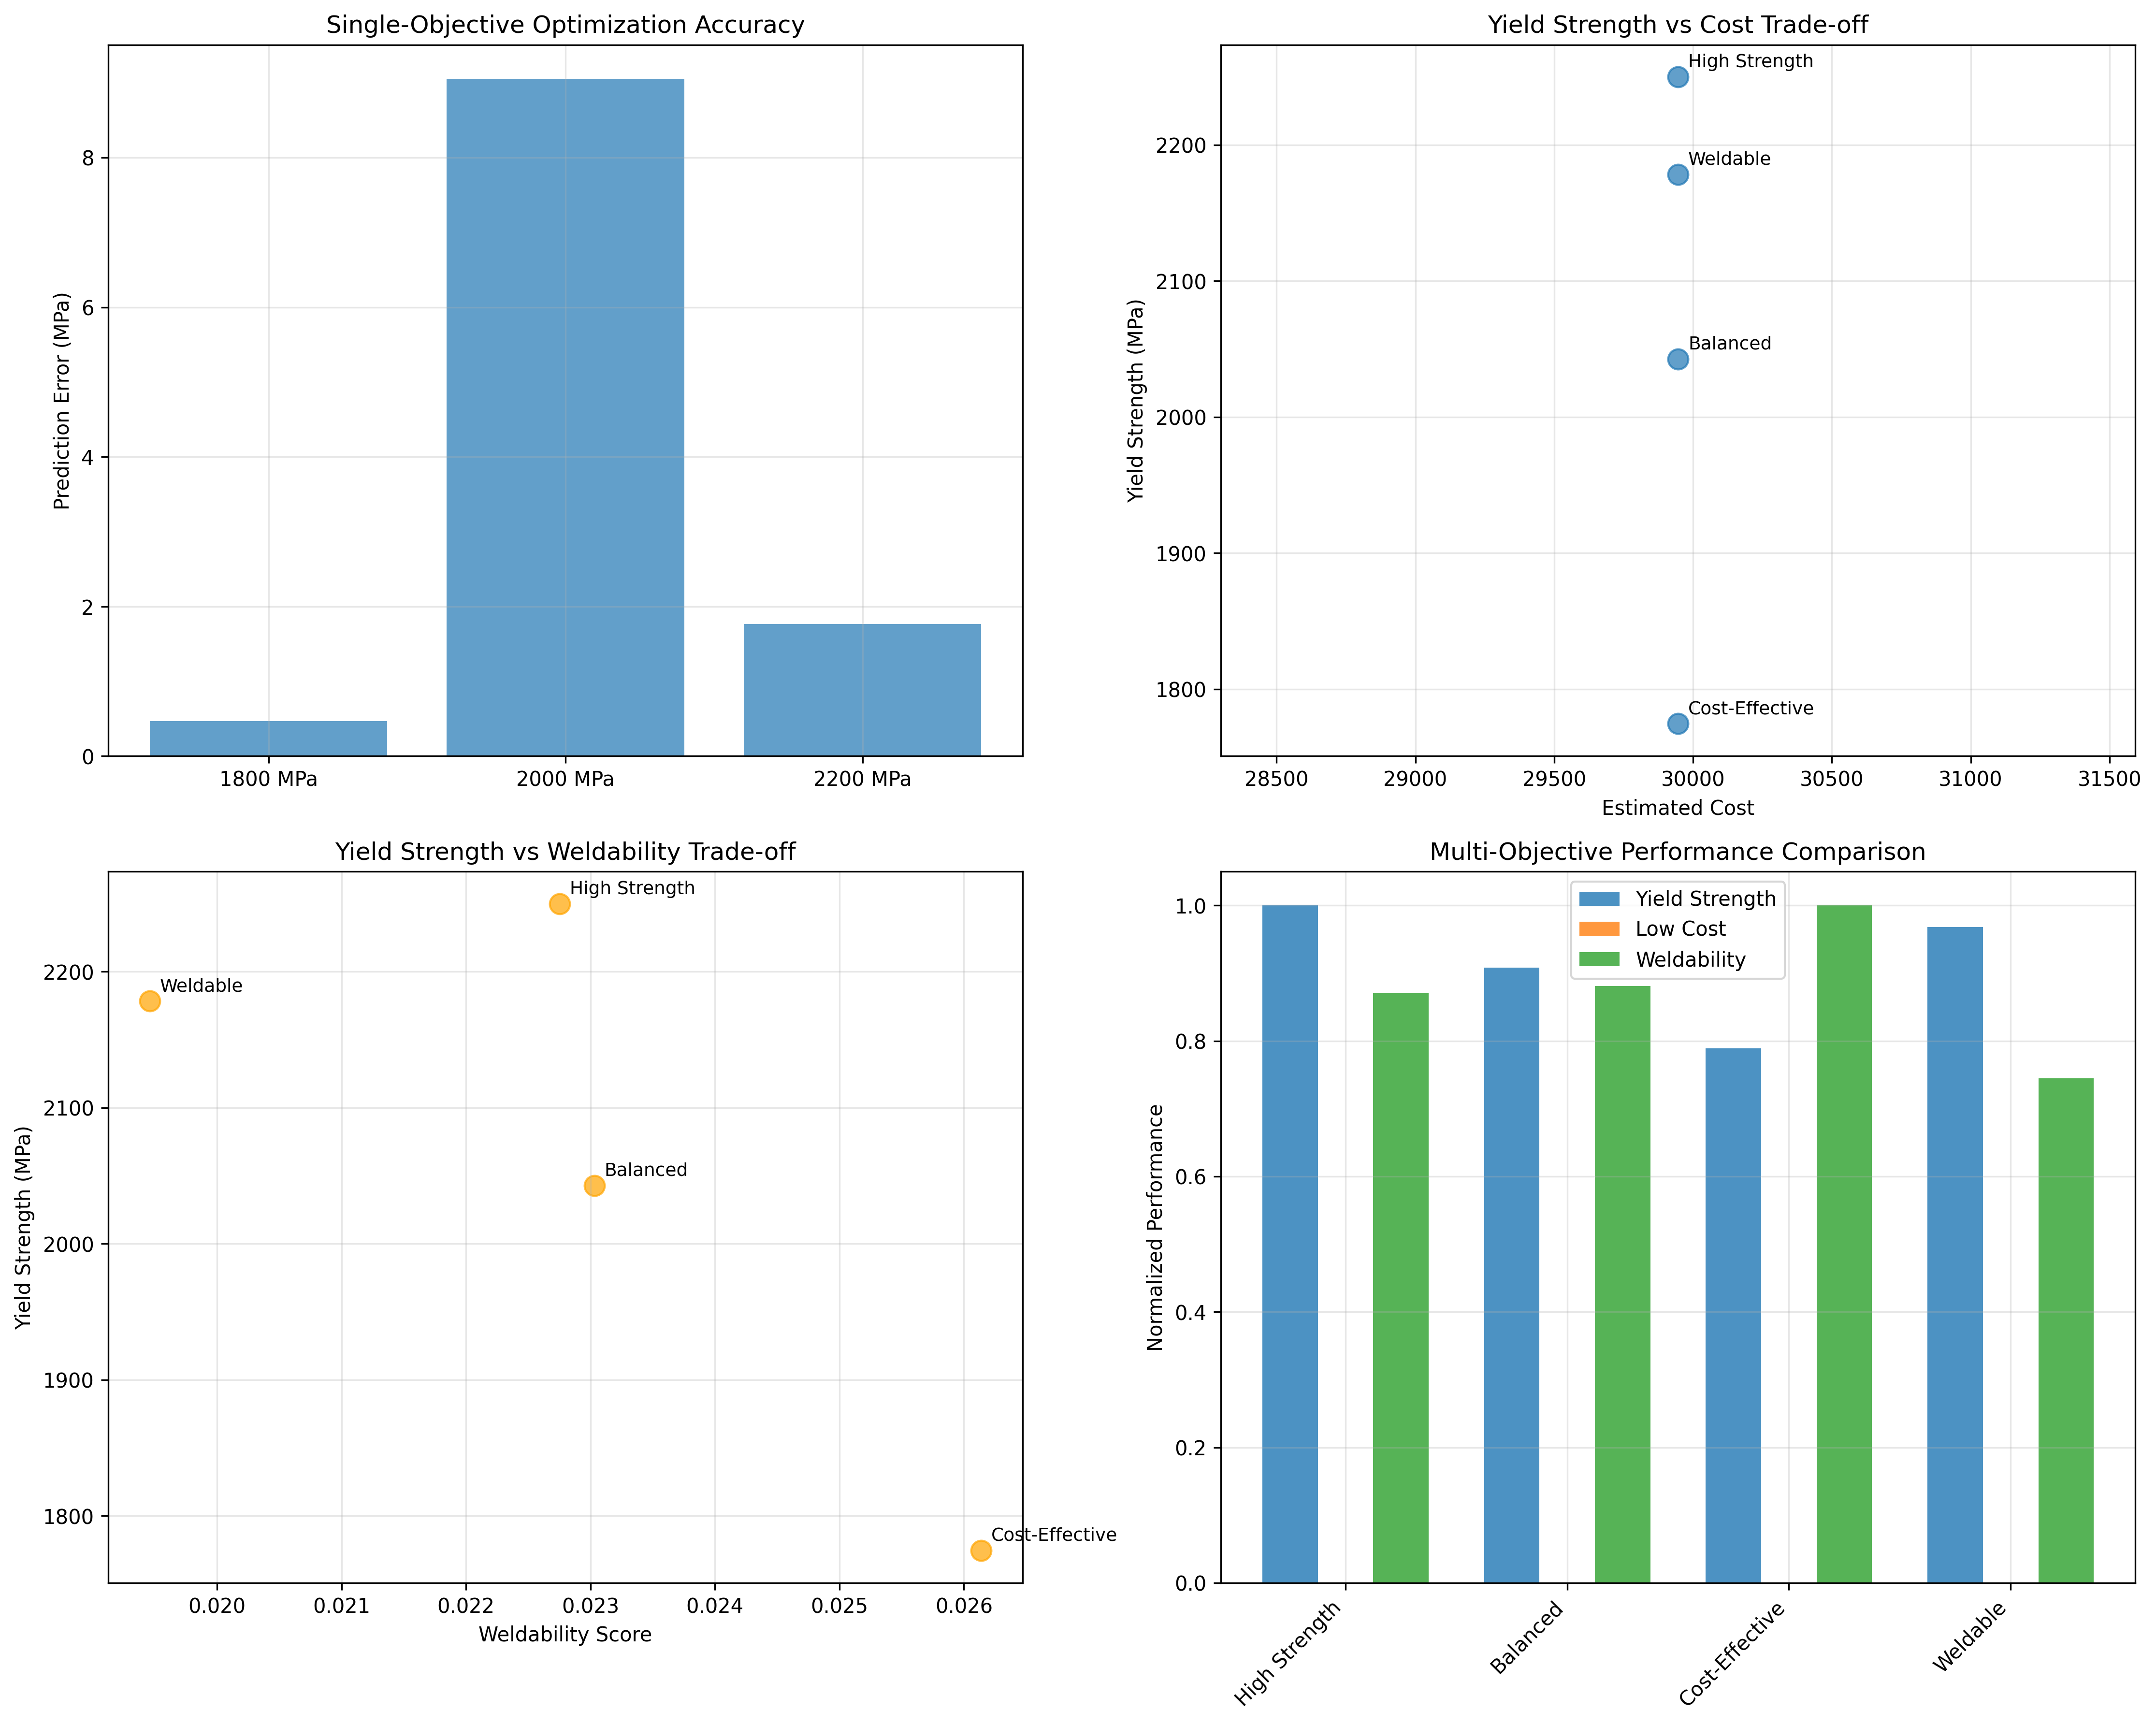 Single-Objective Optimization Accuracy
Prediction Error (MPa)
8
6
4
2
0
1800 MPa
2000 MPa
2200 MPa
Yield Strength vs Cost Trade-off
Yield Strength (MPa)
2200
2100
2000
1900
1800
High Strength
Weldable
Balanced
Cost-Effective
28500
29000
29500
30000
30500
31000
31500
Estimated Cost
Yield Strength vs Weldability Trade-off
Yield Strength (MPa)
2200
2100
2000
1900
1800
High Strength
Weldable
Balanced
Cost-Effective
0.020
0.021
0.022
0.023
0.024
0.025
0.026
Weldability Score
Multi-Objective Performance Comparison
Normalized Performance
1.0
0.8
0.6
0.4
0.2
0.0
Yield Strength
Low Cost
Weldability
High Strength
Balanced
Cost-Effective
Weldable